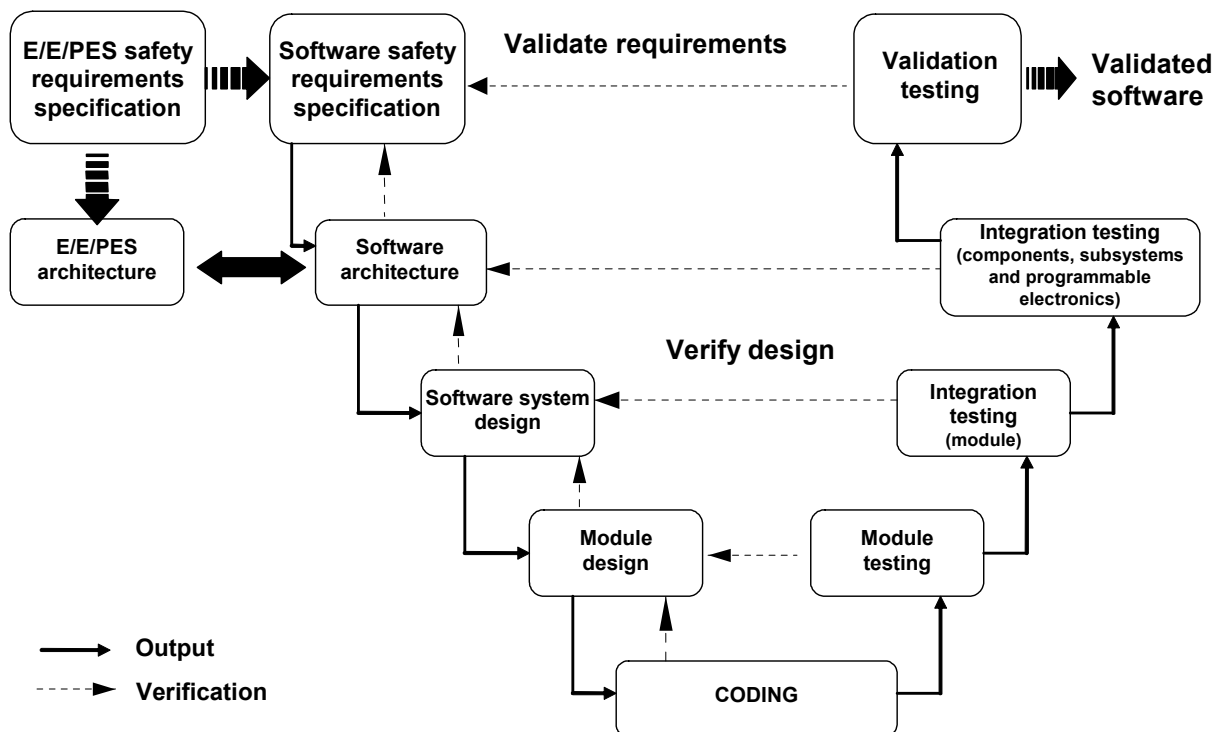 E/E/PES safety
requirements
specification
Software safety
requirements
specification
Validate requirements
Validation
testing
Validated
software
E/E/PES
architecture
Software
architecture
Integration testing
(components, subsystems
and programmable
electronics)
Verify design
Software system
design
Integration
testing
(module)
Module
design
Module
testing
Output
Verification
CODING